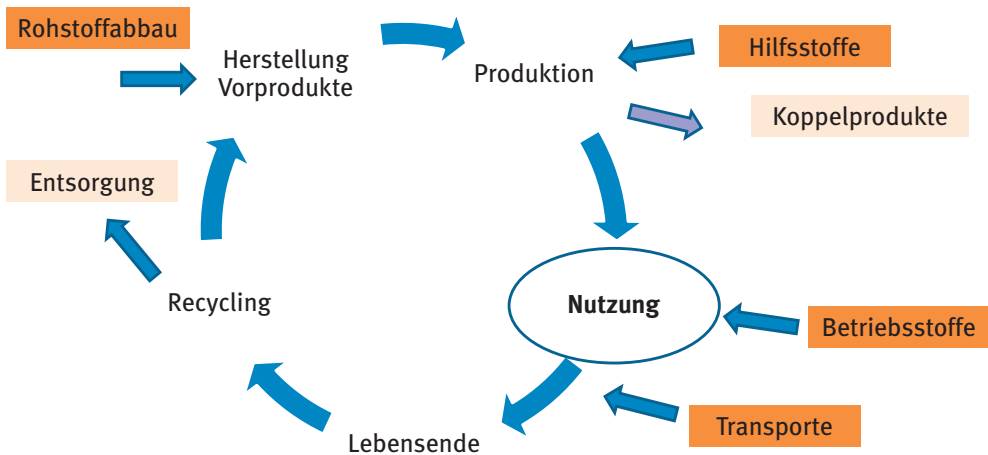 Rohstoffabbau
Herstellung
Vorprodukte
Produktion
Hilfsstoffe
Koppelprodukte
Entsorgung
Recycling
Nutzung
Betriebsstoffe
Transporte
Lebensende